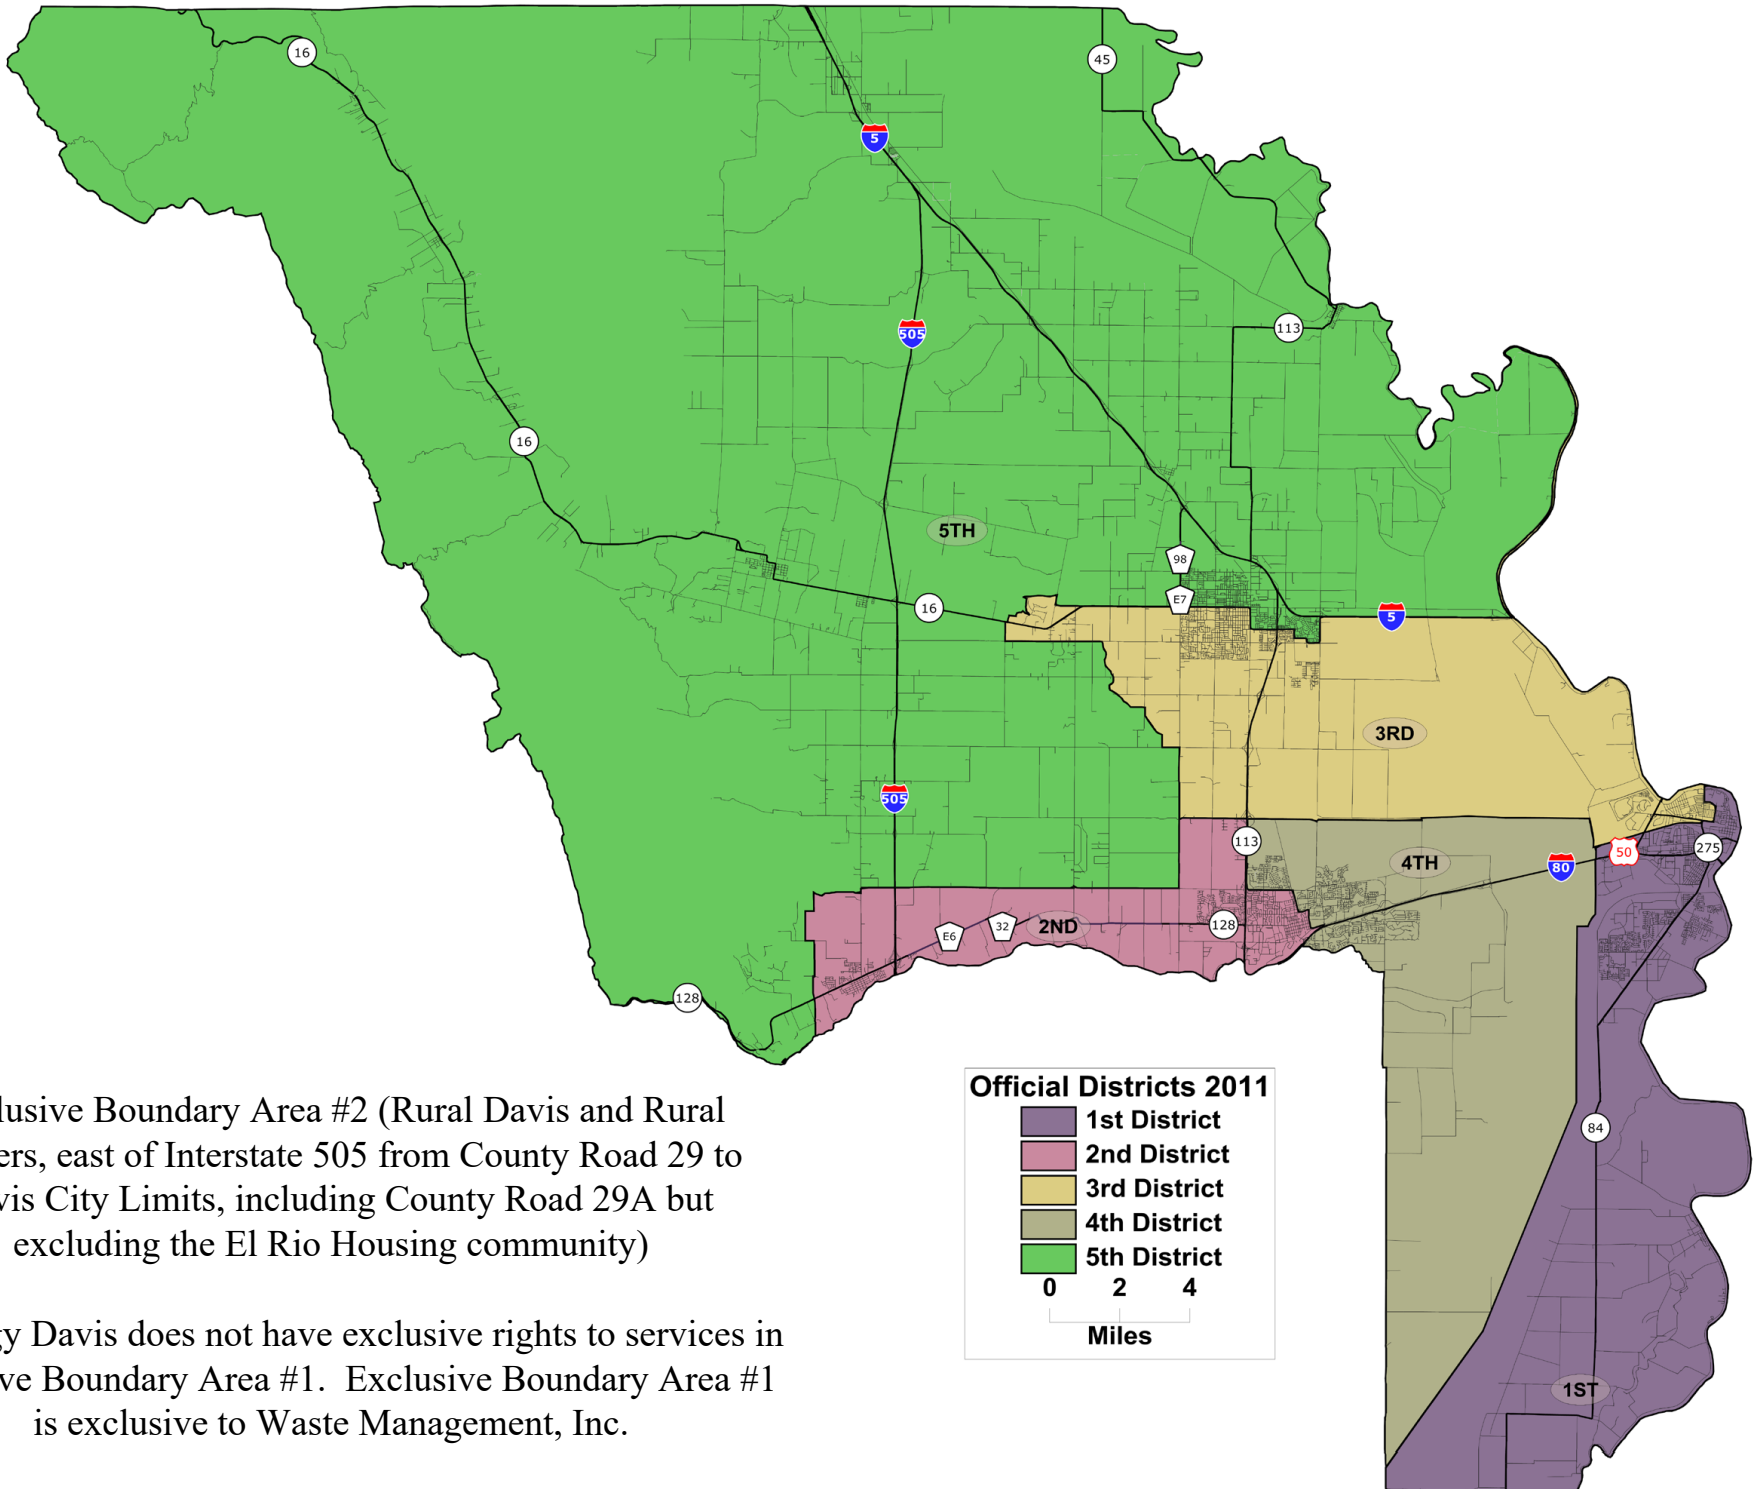 16
45
5
505
113
16
5TH
98
E7
16
5
3RD
505
113
4TH
50
275
80
E6
32
2ND
128
128
84
1ST
Official Districts 2011
1st District
2nd District
3rd District
4th District
5th District
0 2 4
Miles
lusive Boundary Area #2 (Rural Davis and Rural
ers, east of Interstate 505 from County Road 29 to
vis City Limits, including County Road 29A but
excluding the El Rio Housing community)
gy Davis does not have exclusive rights to services in
ve Boundary Area #1. Exclusive Boundary Area #1
is exclusive to Waste Management, Inc.